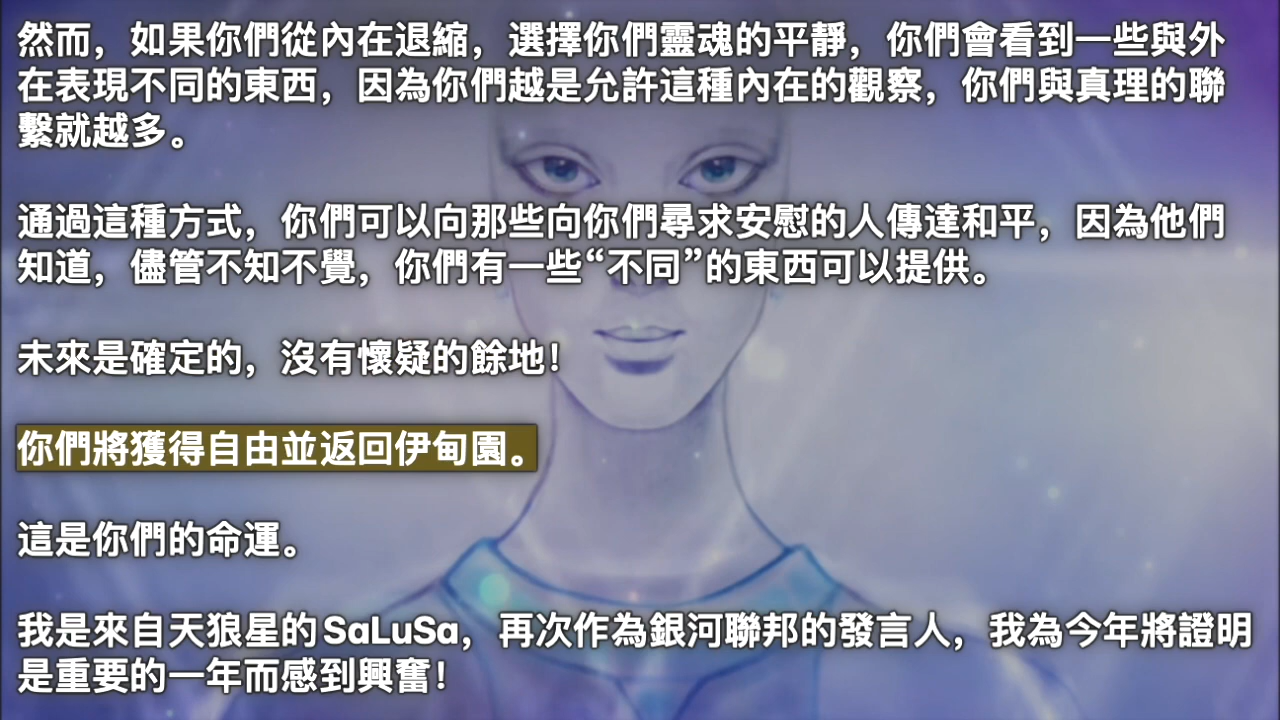 然而，如果你們從內在退縮，選擇你們靈魂的平靜，你們會看到一些與外
在表現不同的東西，因為你們越是允許這種內在的觀察，你們與真理的聯
繫就越多。
通過這種方式，你們可以向那些向你們尋求安慰的人傳達和平，因為他們
知道，儘管不知不覺，你們有一些“不同”的東西可以提供。
未來是確定的，沒有懷疑的餘地！
你們將獲得自由並返回伊甸園。
這是你們的命運。
我是來自天狼星的SaLuSa，再次作為銀河聯邦的發言人，我為今年將證明
是重要的一年而感到興奮！